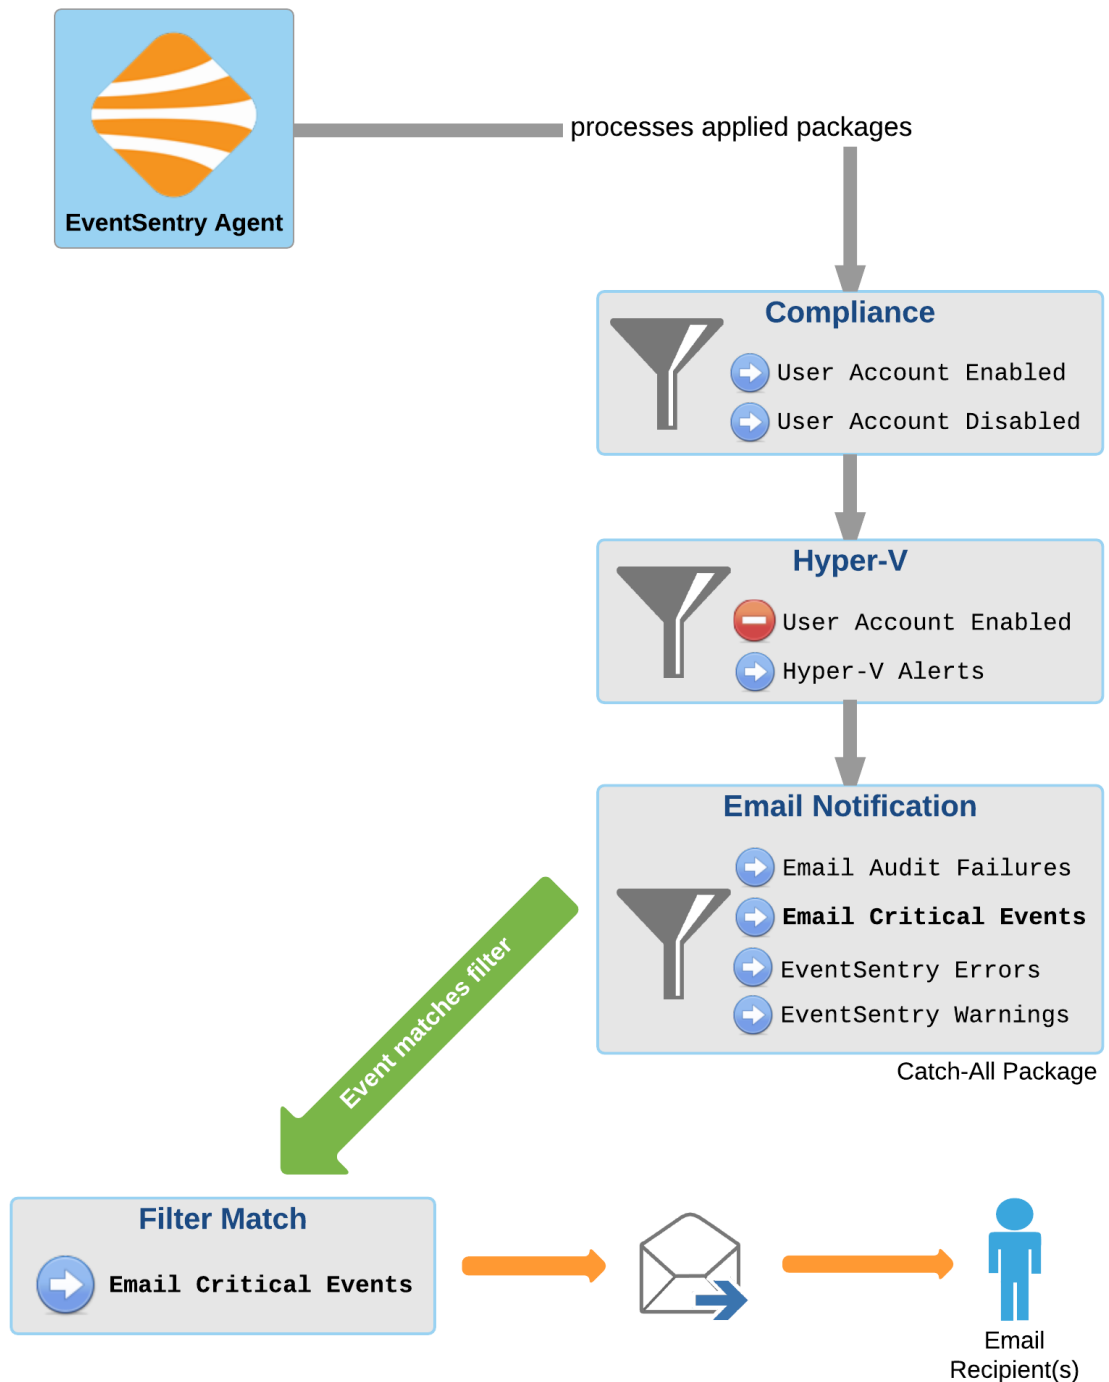 EventSentry Agent
processes applied packages
Compliance
User Account Enabled
User Account Disabled
Hyper-V
User Account Enabled
Hyper-V Alerts
Email Notification
Email Audit Failures
Email Critical Events
EventSentry Errors
EventSentry Warnings
Catch-All Package
Event matches filter
Filter Match
Email Critical Events
Email
Recipient(s)